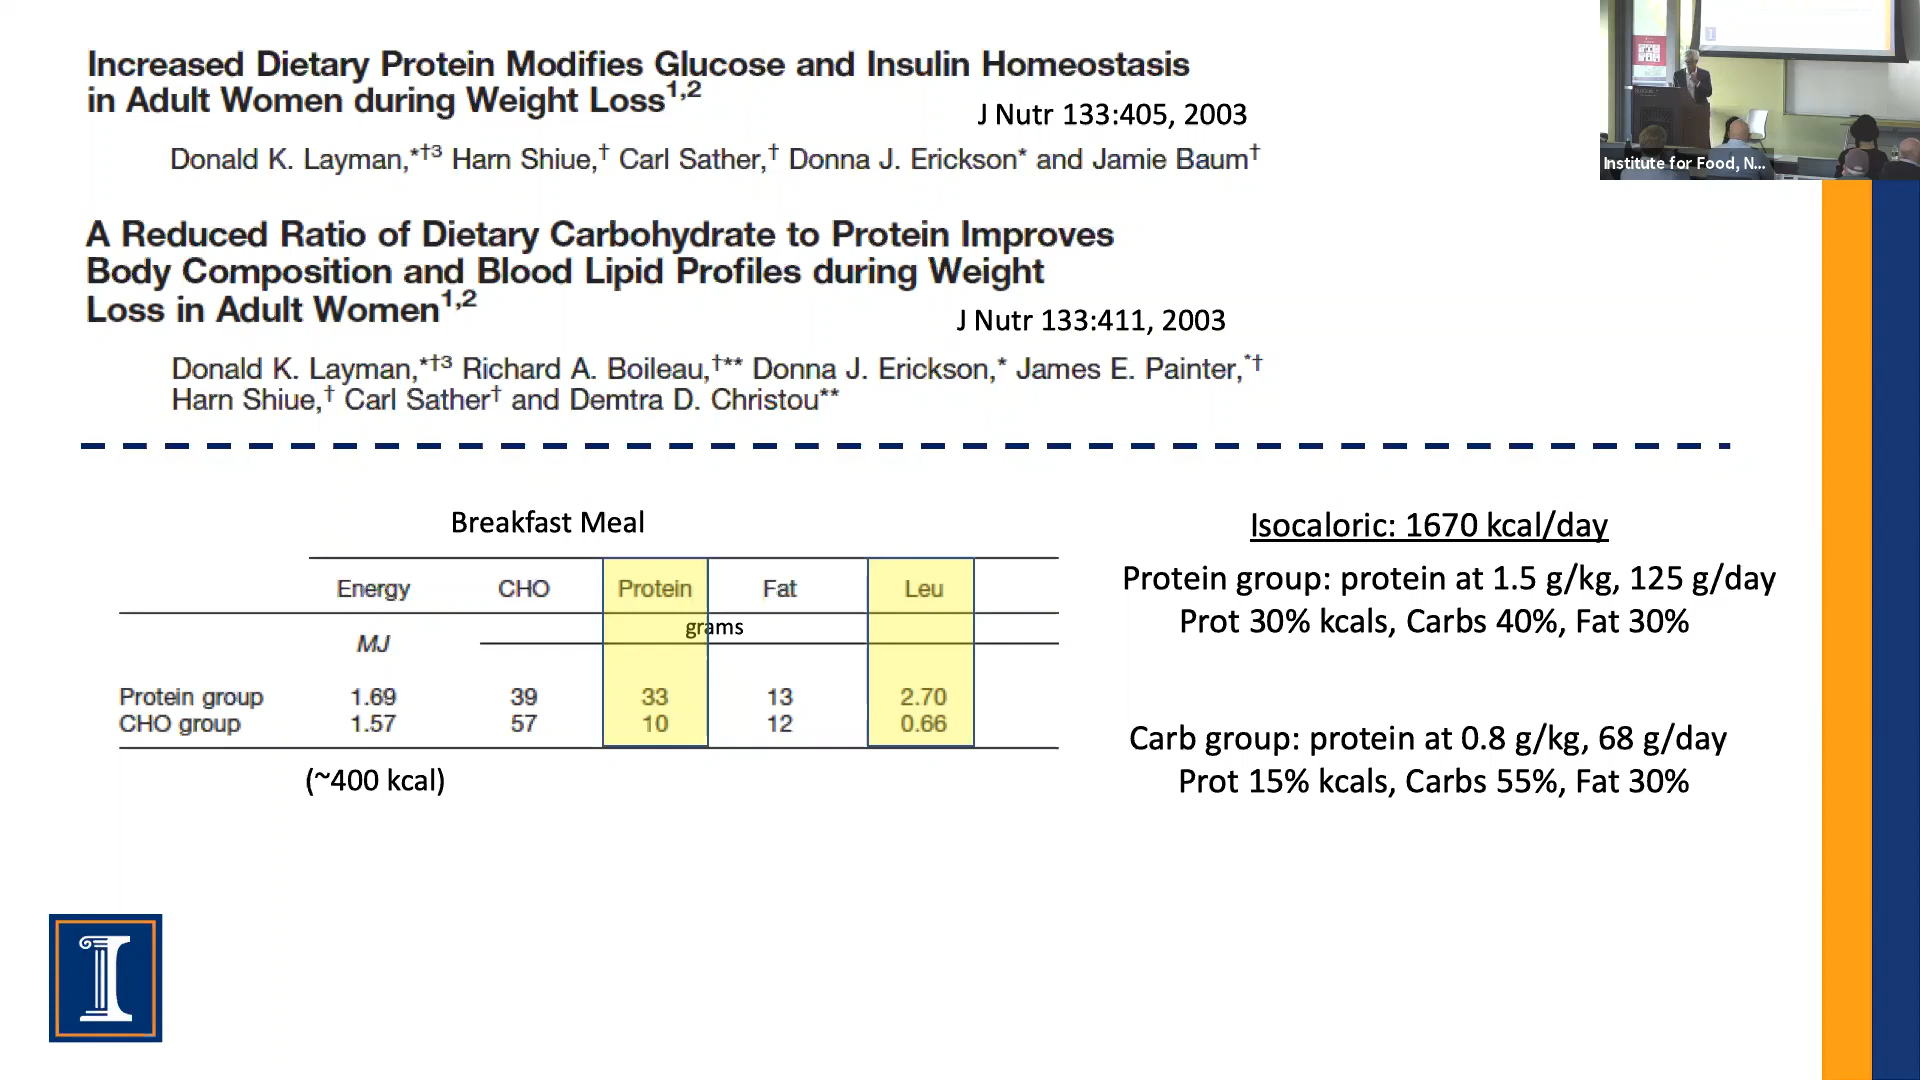 Increased Dietary Protein Modifies Glucose and Insulin Homeostasis
in Adult Women during Weight Loss1,2
J Nutr 133:405, 2003
Donald K. Layman,*†3 Harn Shiue,† Carl Sather,† Donna J. Erickson* and Jamie Baum†
A Reduced Ratio of Dietary Carbohydrate to Protein Improves
Body Composition and Blood Lipid Profiles during Weight
Loss in Adult Women1,2
J Nutr 133:411, 2003
Donald K. Layman,*†3 Richard A. Boileau,†** Donna J. Erickson,* James E. Painter,*†
Harn Shiue,† Carl Sather† and Demtra D. Christou**
Breakfast Meal
Energy CHO Protein Fat Leu
grams
MJ
Protein group 1.69 39 33 13 2.70
CHO group 1.57 57 10 12 0.66
(~400 kcal)
Isocaloric: 1670 kcal/day
Protein group: protein at 1.5 g/kg, 125 g/day
Prot 30% kcals, Carbs 40%, Fat 30%
Carb group: protein at 0.8 g/kg, 68 g/day
Prot 15% kcals, Carbs 55%, Fat 30%
Institute for Food, N...
I